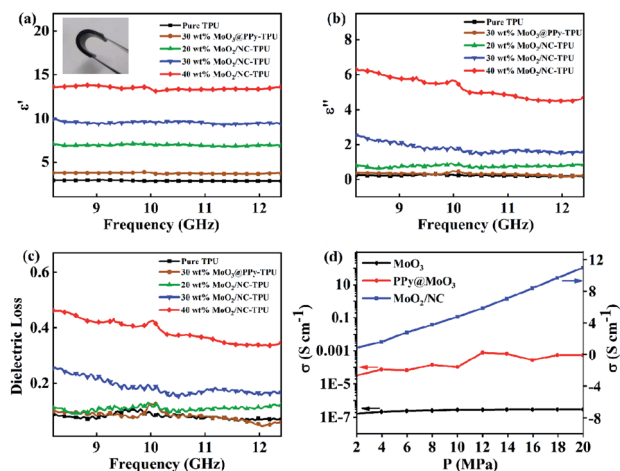 (a)
Pure TPU
30 wt% MoO₃@PPy-TPU
20 wt% MoO₂/NC-TPU
30 wt% MoO₂/NC-TPU
40 wt% MoO₂/NC-TPU
20
15
10
5
ε'
9 10 11 12
Frequency (GHz)
(b)
Pure TPU
30 wt% MoO₃@PPy-TPU
20 wt% MoO₂/NC-TPU
30 wt% MoO₂/NC-TPU
40 wt% MoO₂/NC-TPU
8
6
4
2
0
ε"
9 10 11 12
Frequency (GHz)
(c)
Pure TPU
30 wt% MoO₃@PPy-TPU
20 wt% MoO₂/NC-TPU
30 wt% MoO₂/NC-TPU
40 wt% MoO₂/NC-TPU
0.6
0.4
0.2
Dielectric Loss
9 10 11 12
Frequency (GHz)
(d)
MoO₃
PPy@MoO₃
MoO₂/NC
10
0.1
0.001
1E-5
1E-7
σ (S cm⁻¹)
12
8
4
0
-4
-8
σ (S cm⁻¹)
2 4 6 8 10 12 14 16 18 20
P (MPa)